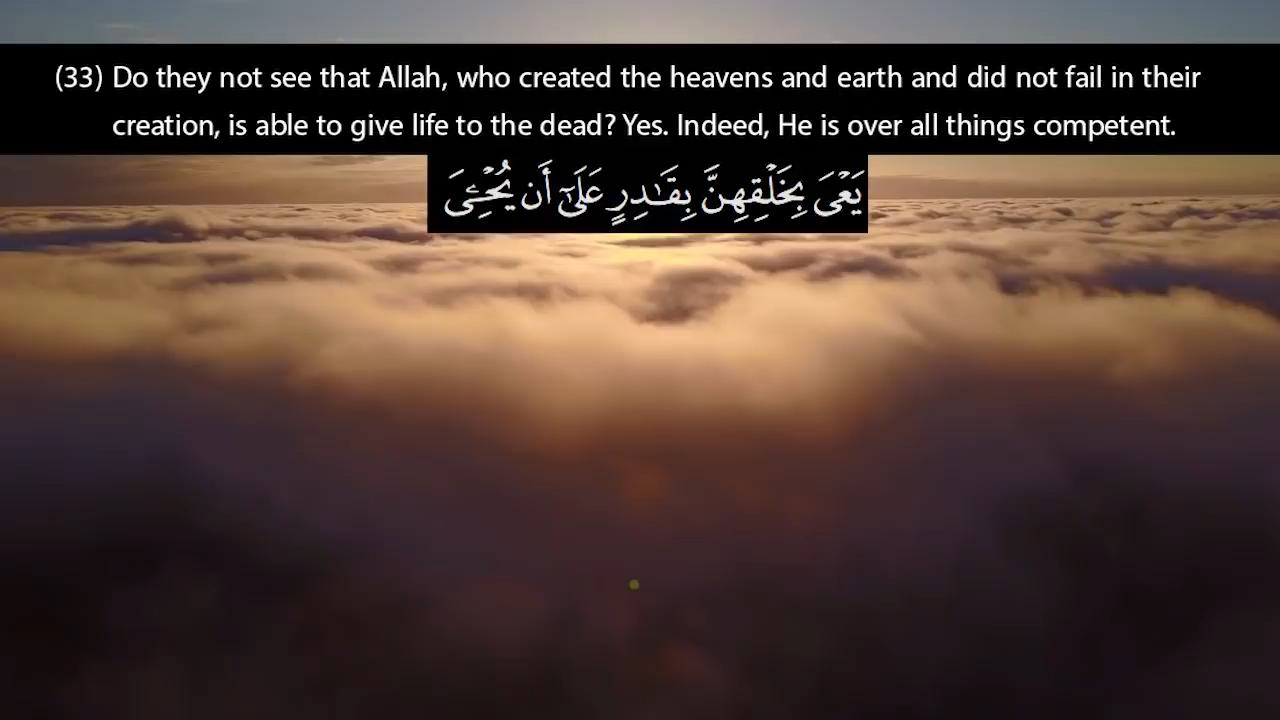 (33) Do they not see that Allah, who created the heavens and earth and did not fail in their
creation, is able to give life to the dead? Yes. Indeed, He is over all things competent.
يَعْىَ بِخَلْقِهِنَّ بِقَـٰدِرٍ عَلَىٰٓ أَن يُحْـِۧىَ